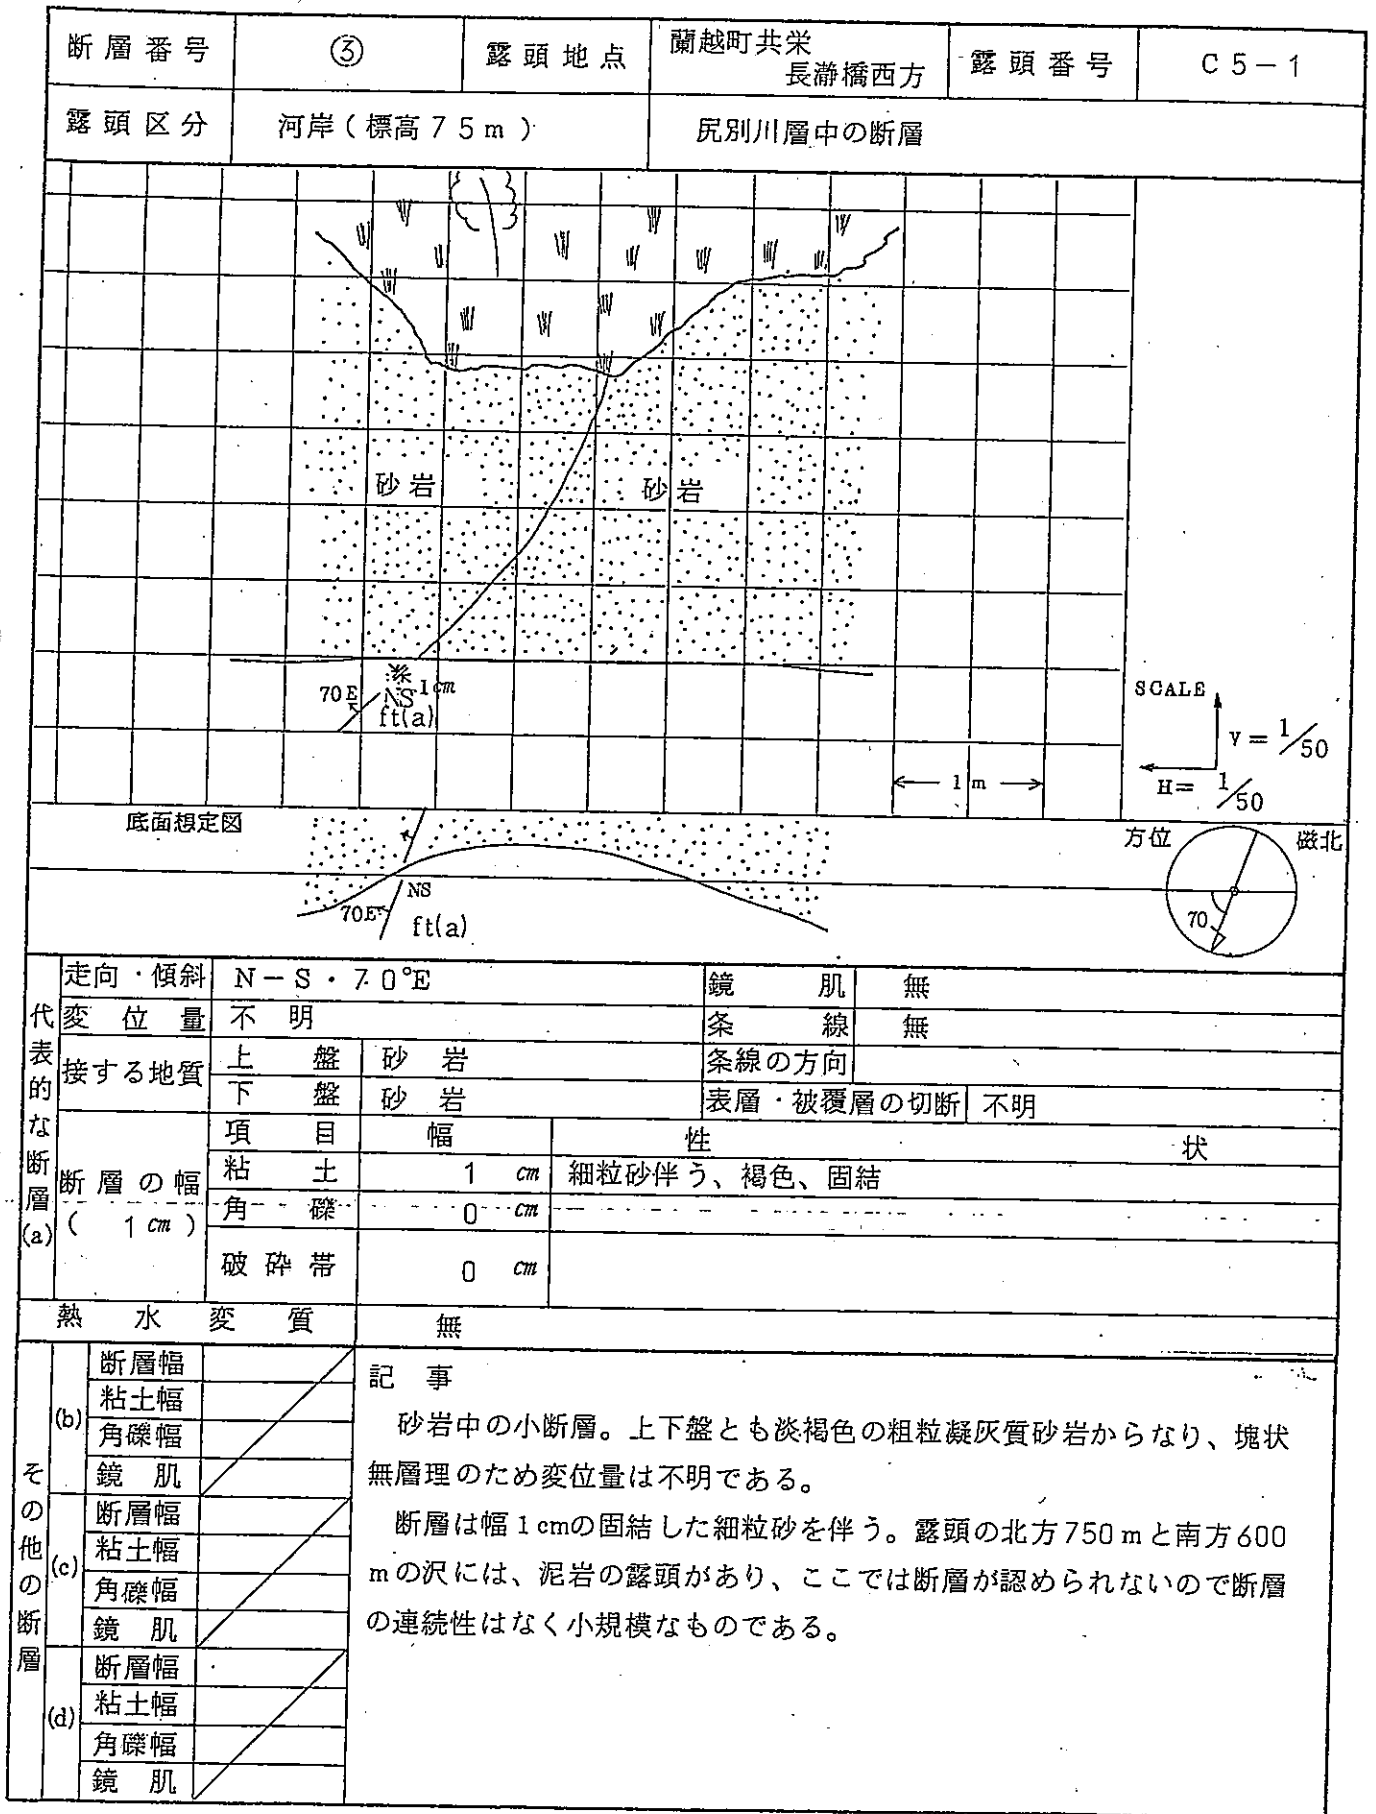 断層番号 ③ 露頭地点 蘭越町共栄 長瀞橋西方 露頭番号 C5-1
露頭区分 河岸(標高75m) 尻別川層中の断層
砂岩 砂岩
1cm
70E NS
ft(a)
SCALE
V=1/50
1m
H=1/50
底面想定図
方位 磁北
NS
70E
ft(a)
70
代表的な断層(a)
走向・傾斜 N-S・70°E 鏡肌 無
変位量 不明 条線 無
接する地質 上盤 砂岩 条線の方向
下盤 砂岩 表層・被覆層の切断 不明
断層の幅 (1cm)
項目 幅 性状
粘土 1cm 細粒砂伴う、褐色、固結
角礫 0cm
破砕帯 0cm
熱水変質 無
その他の断層
(b)
断層幅
粘土幅
角礫幅
鏡肌
(c)
断層幅
粘土幅
角礫幅
鏡肌
(d)
断層幅
粘土幅
角礫幅
鏡肌
記事
砂岩中の小断層。上下盤とも淡褐色の粗粒凝灰質砂岩からなり、塊状
無層理のため変位量は不明である。
断層は幅1cmの固結した細粒砂を伴う。露頭の北方750mと南方600
mの沢には、泥岩の露頭があり、ここでは断層が認められないので断層
の連続性はなく小規模なものである。